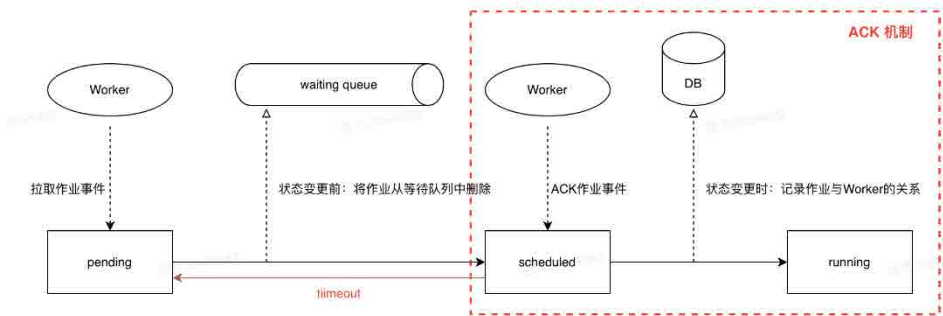 ACK 机制
Worker
waiting queue
Worker
DB
拉取作业事件
状态变更前：将作业从等待队列中删除
ACK作业事件
状态变更时：记录作业与Worker的关系
pending
scheduled
running
tiimeout